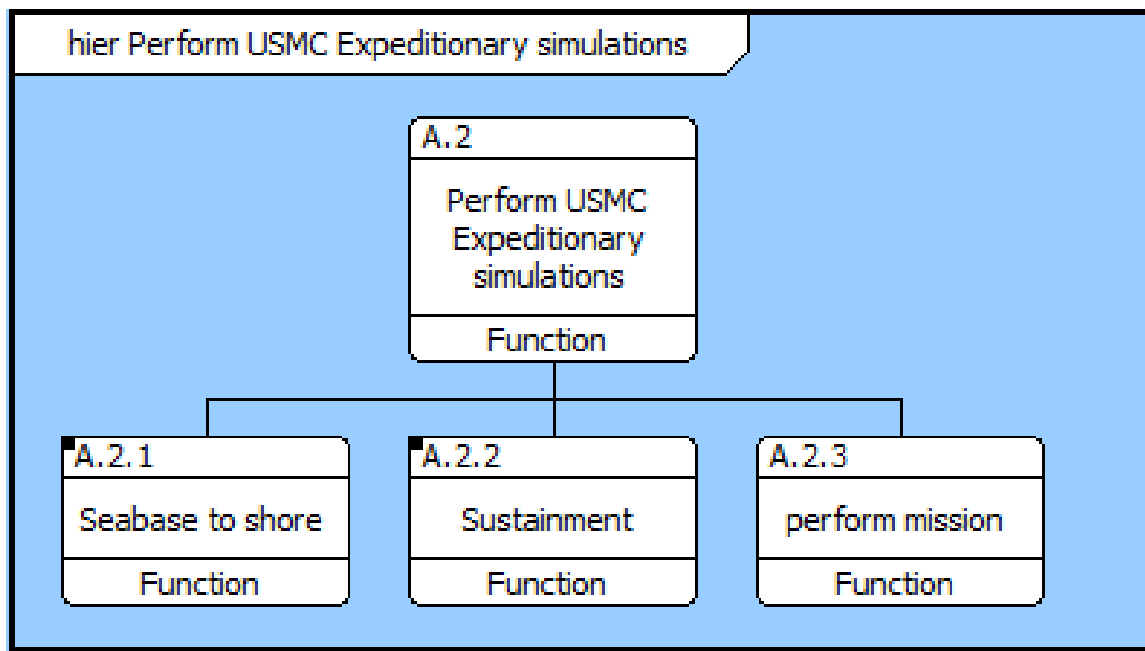 hier Perform USMC Expeditionary simulations
A.2
Perform USMC
Expeditionary
simulations
Function
A.2.1
Seabase to shore
Function
A.2.2
Sustainment
Function
A.2.3
perform mission
Function